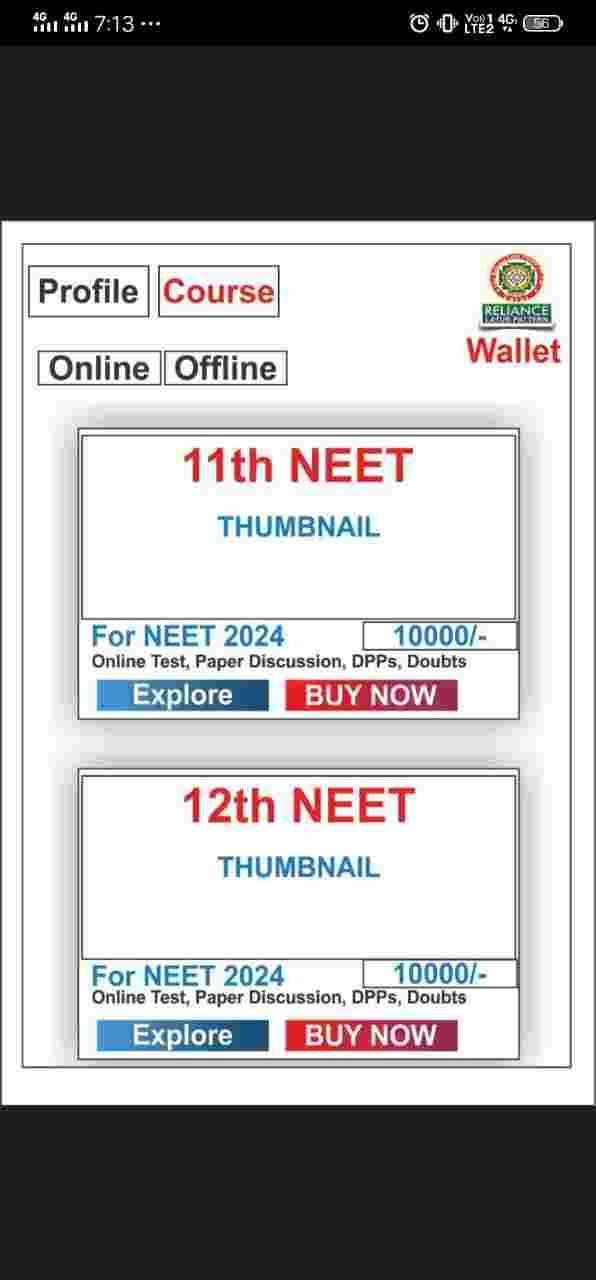 4G 4G 7:13 ··· Vo))1 4G LTE2 56
Profile Course
RELIANCE
LATUR PATTERN
Wallet
Online Offline
11th NEET
THUMBNAIL
For NEET 2024 10000/-
Online Test, Paper Discussion, DPPs, Doubts
Explore BUY NOW
12th NEET
THUMBNAIL
For NEET 2024 10000/-
Online Test, Paper Discussion, DPPs, Doubts
Explore BUY NOW